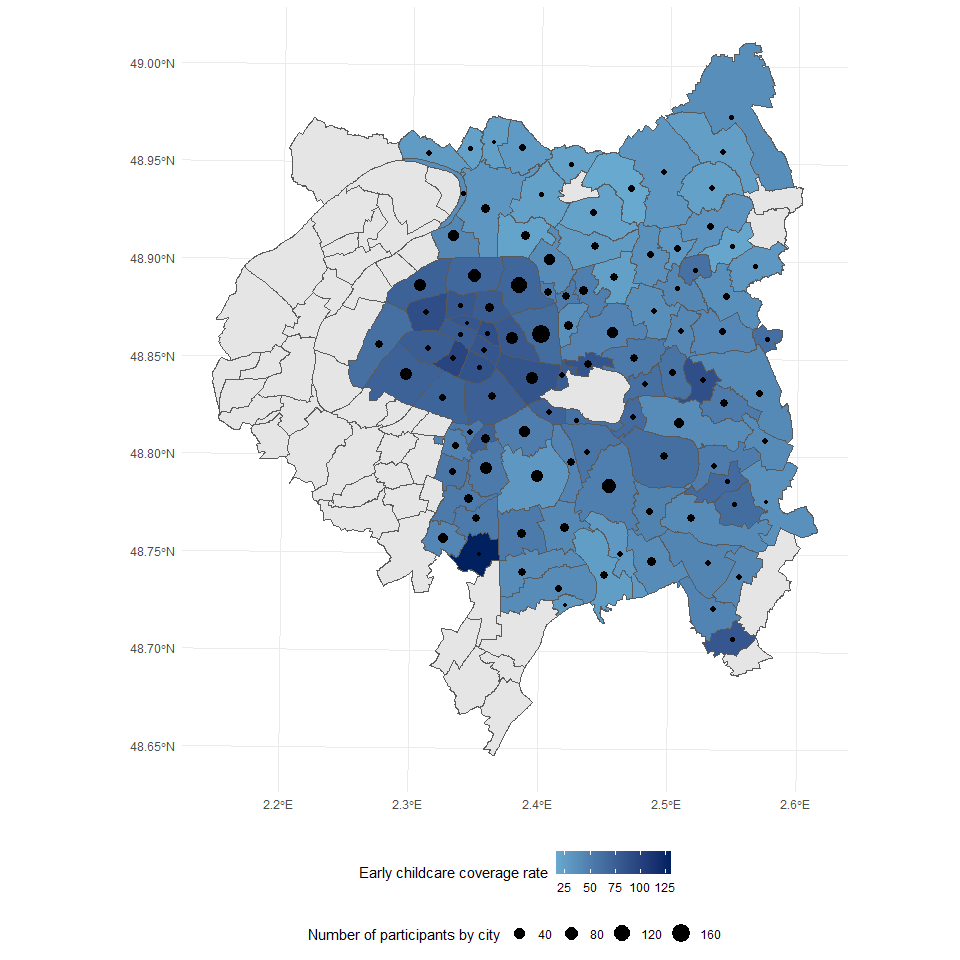 49.00°N
48.95°N
48.90°N
48.85°N
48.80°N
48.75°N
48.70°N
48.65°N
2.2°E 2.3°E 2.4°E 2.5°E 2.6°E
Early childcare coverage rate
25 50 75 100 125
Number of participants by city 40 80 120 160